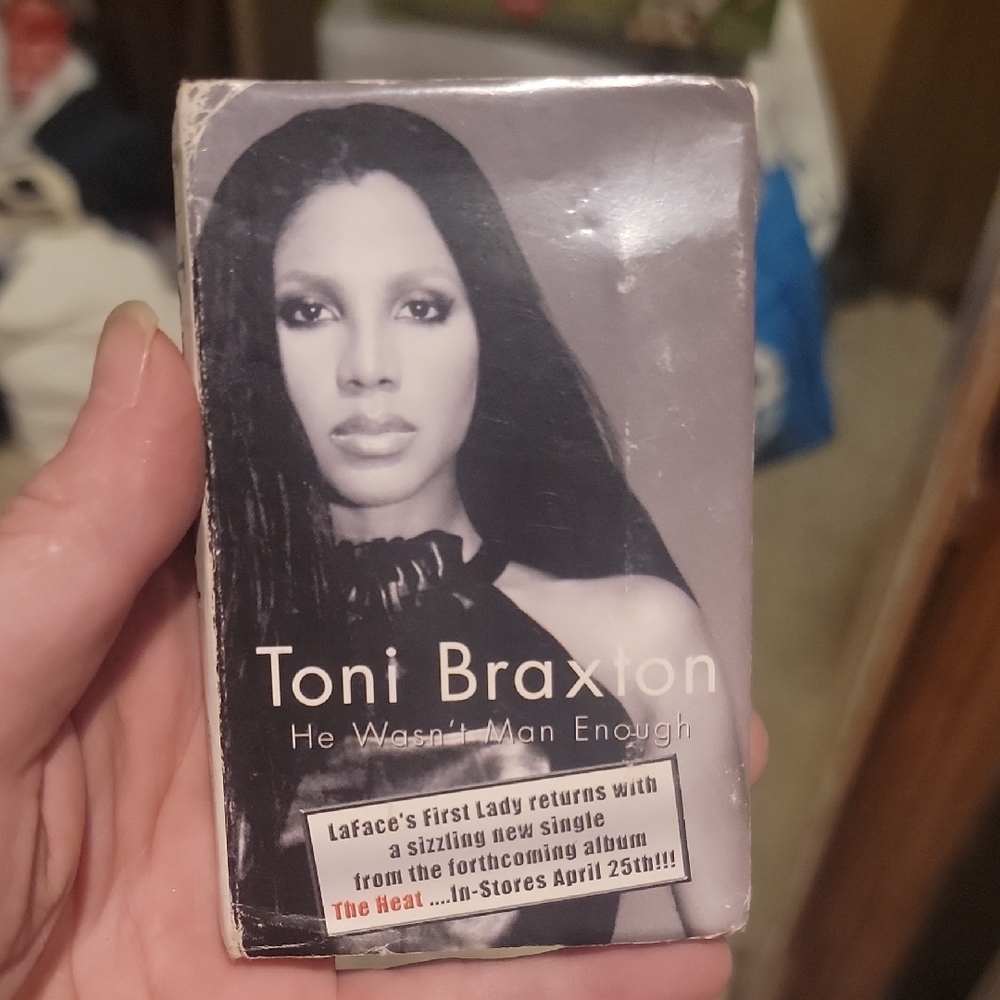 Toni Braxton
He Wasn't Man Enough
LaFace's First Lady returns with
a sizzling new single
from the forthcoming album
The Heat ....In-Stores April 25th!!!